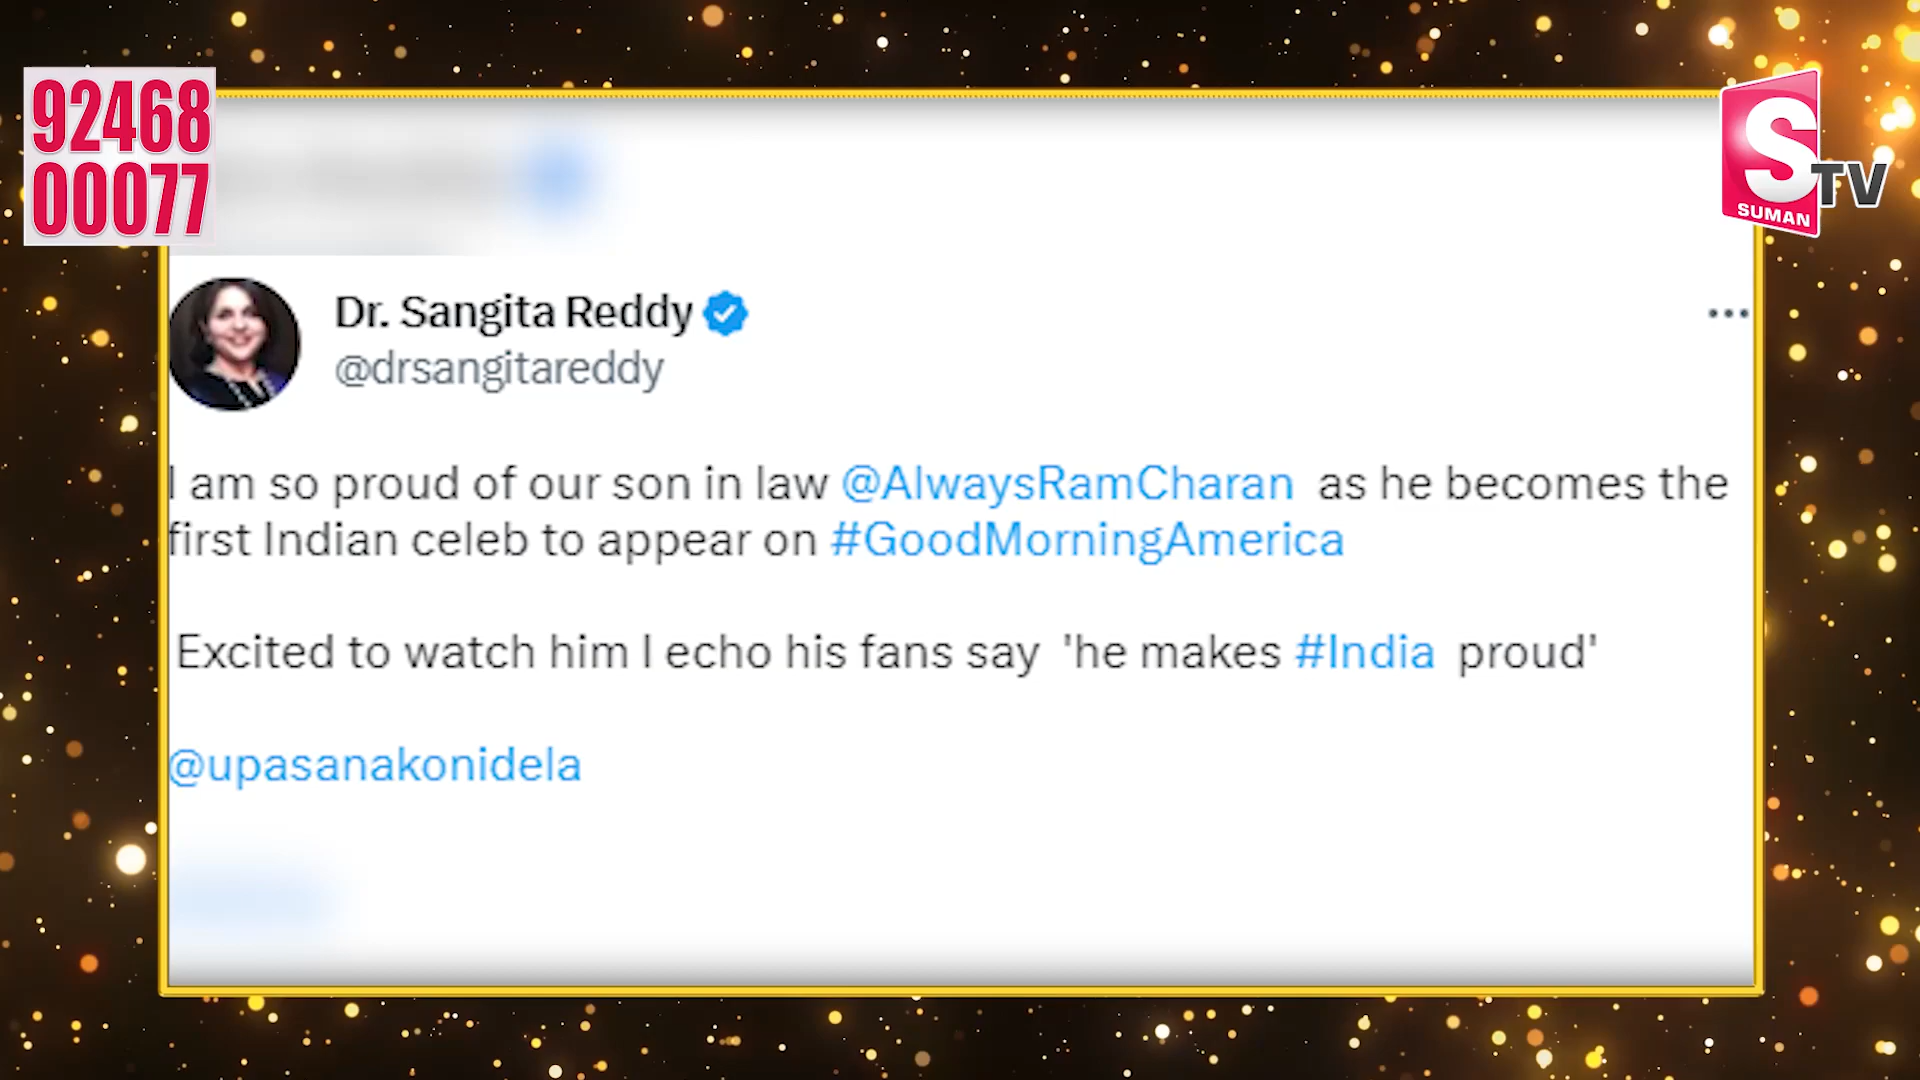 92468
00077
S
TV
SUMAN
Dr. Sangita Reddy
@drsangitareddy
I am so proud of our son in law @AlwaysRamCharan as he becomes the
first Indian celeb to appear on #GoodMorningAmerica
Excited to watch him I echo his fans say 'he makes #India proud'
@upasanakonidela